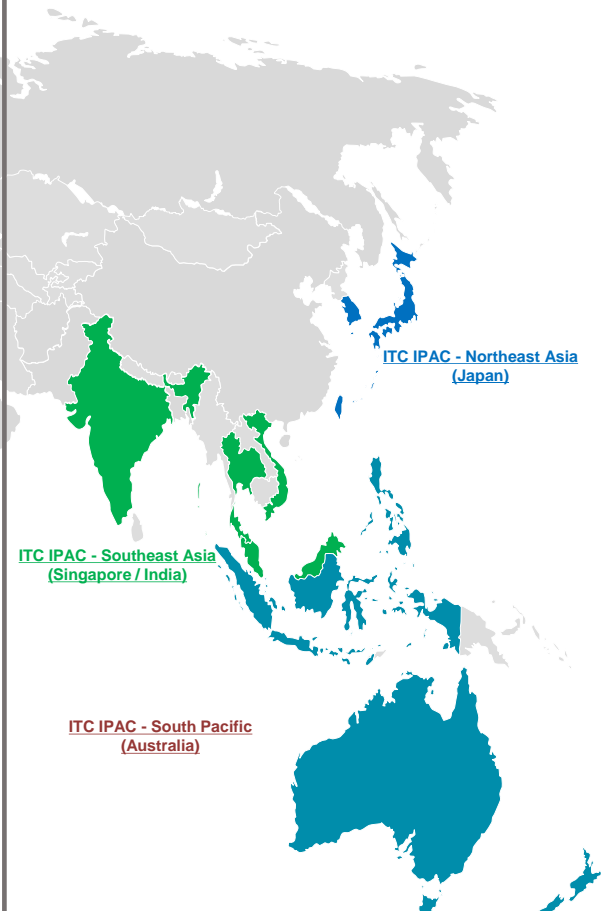 ITC IPAC - Northeast Asia
(Japan)
ITC IPAC - Southeast Asia
(Singapore / India)
ITC IPAC - South Pacific
(Australia)